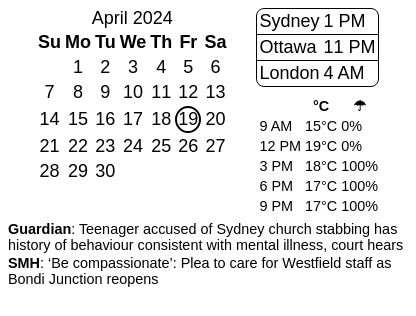 April 2024
Su Mo Tu We Th Fr Sa
1 2 3 4 5 6
7 8 9 10 11 12 13
14 15 16 17 18 19 20
21 22 23 24 25 26 27
28 29 30
Sydney 1 PM
Ottawa 11 PM
London 4 AM
°C ☂
9 AM 15°C 0%
12 PM 19°C 0%
3 PM 18°C 100%
6 PM 17°C 100%
9 PM 17°C 100%
Guardian: Teenager accused of Sydney church stabbing has
history of behaviour consistent with mental illness, court hears
SMH: ‘Be compassionate’: Plea to care for Westfield staff as
Bondi Junction reopens